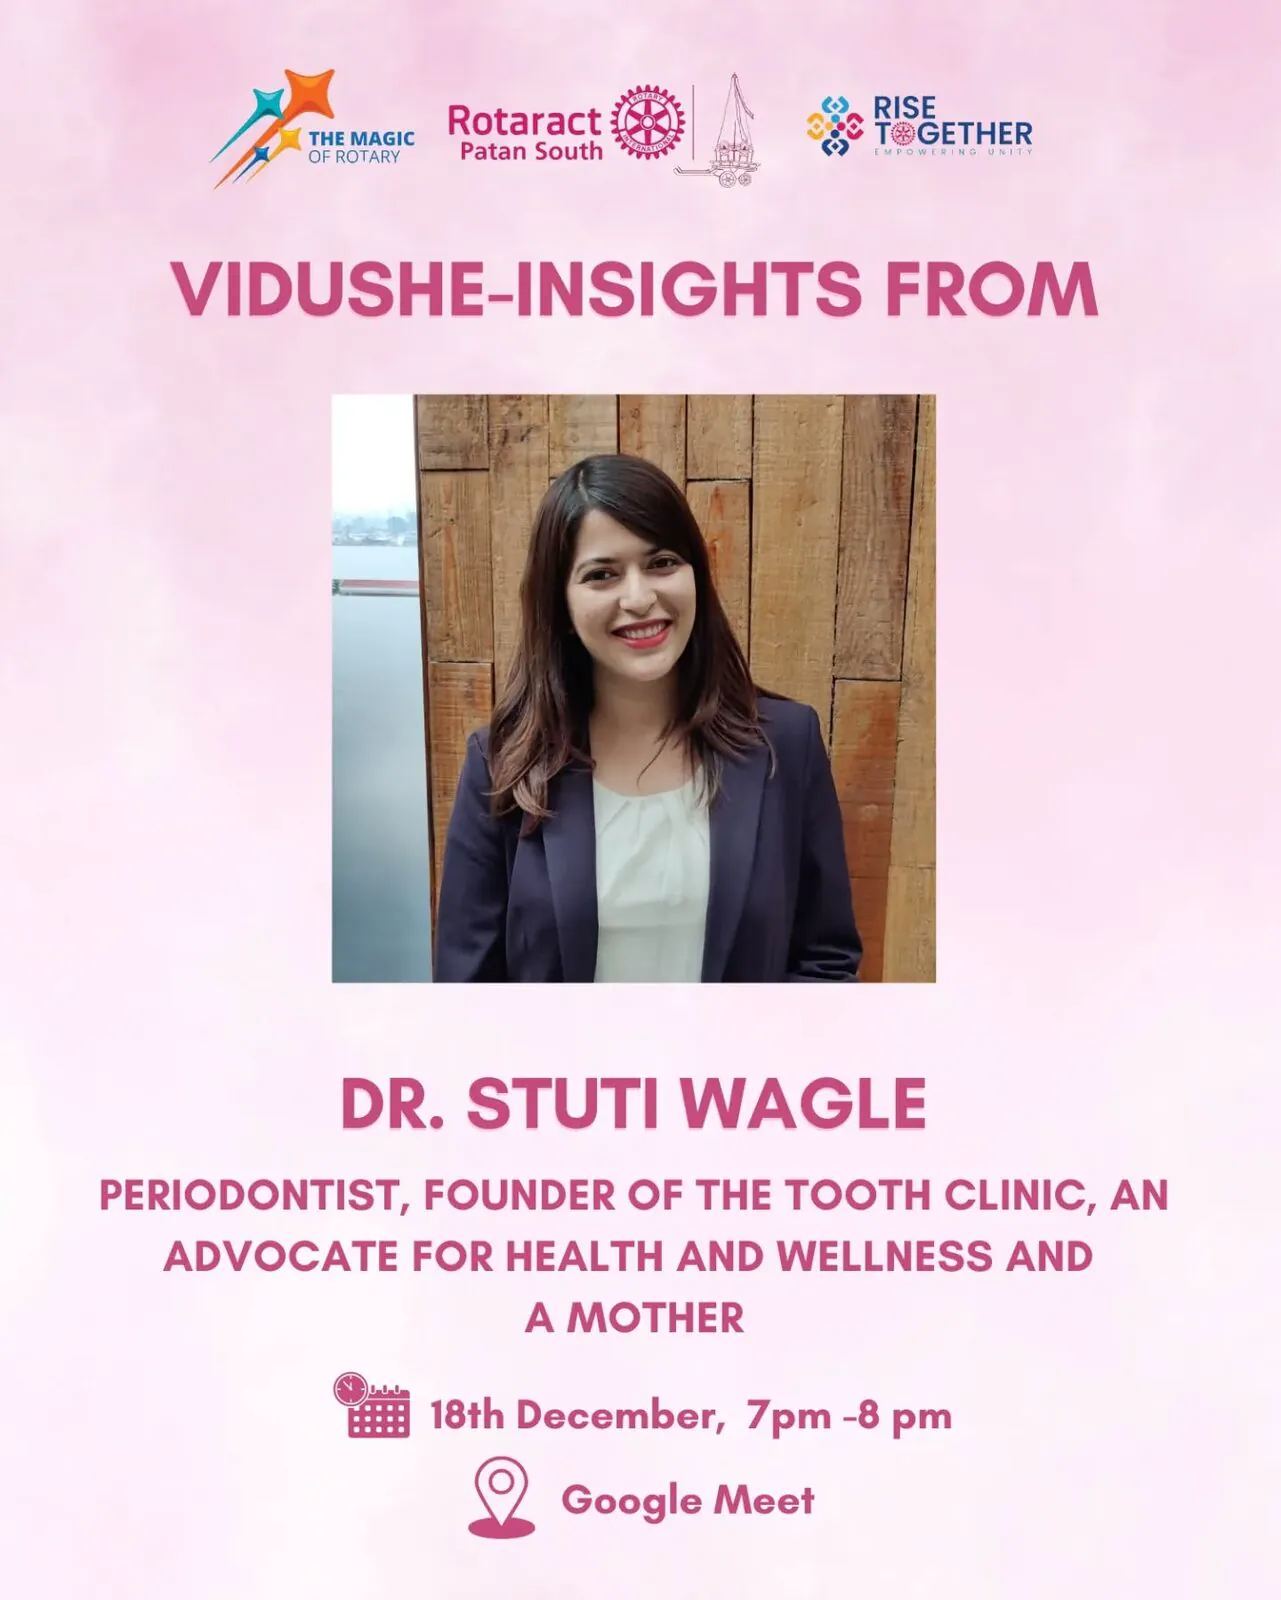 THE MAGIC
OF ROTARY
Rotaract
Patan South
ROTARY
INTERNATIONAL
RISE
TOGETHER
EMPOWERING UNITY
VIDUSHE-INSIGHTS FROM
DR. STUTI WAGLE
PERIODONTIST, FOUNDER OF THE TOOTH CLINIC, AN
ADVOCATE FOR HEALTH AND WELLNESS AND
A MOTHER
18th December, 7pm -8 pm
Google Meet